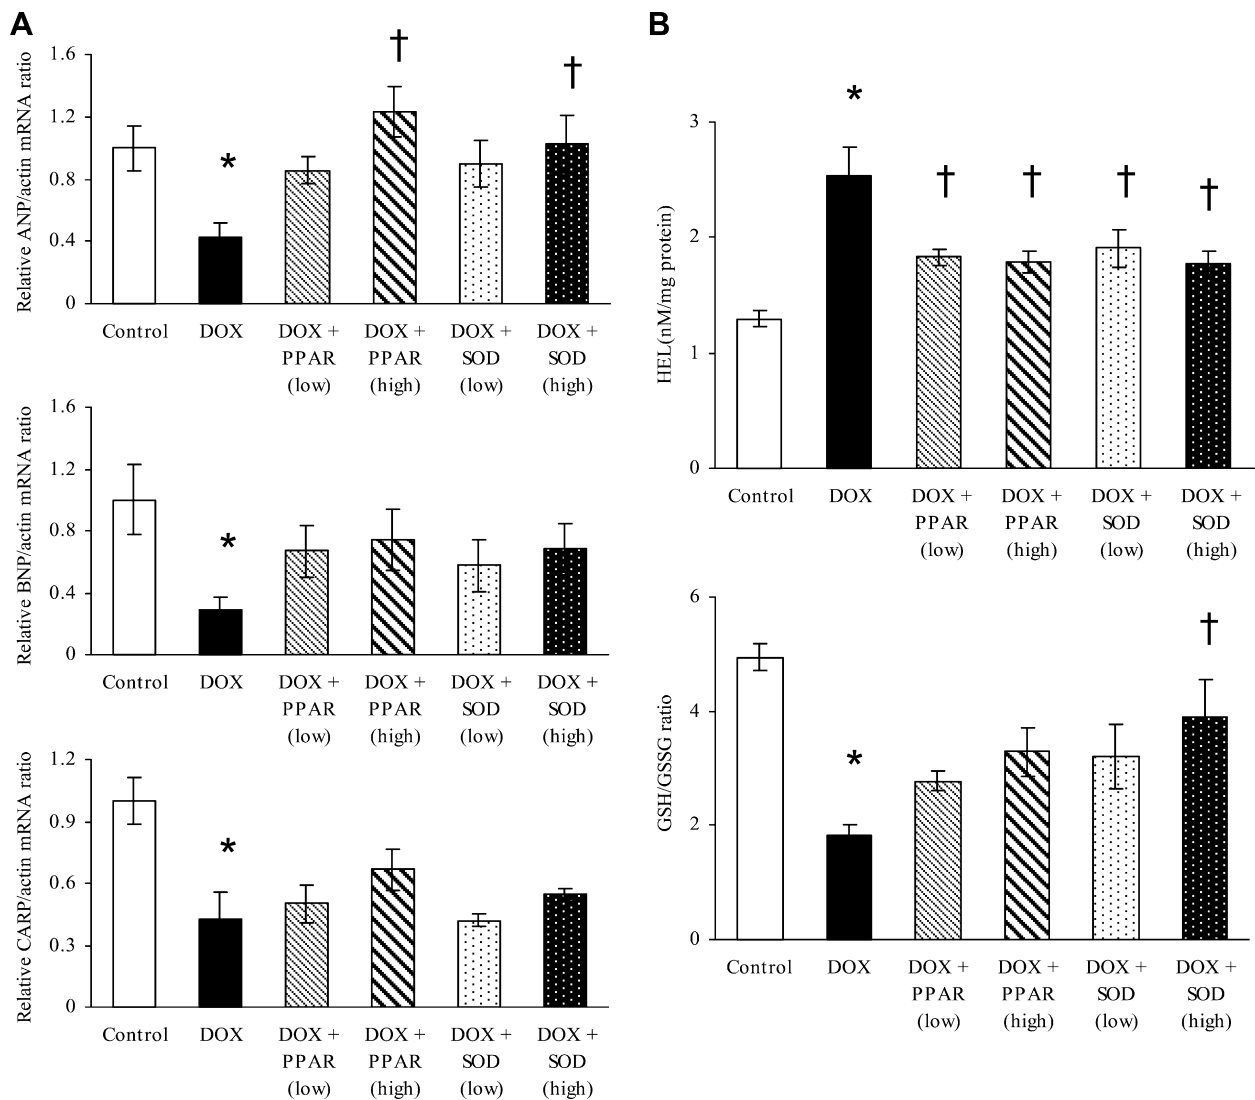 A
Relative ANP/actin mRNA ratio
1.6
1.2
0.8
0.4
0
*
†
†
Control
DOX
DOX +
PPAR
(low)
DOX +
PPAR
(high)
DOX +
SOD
(low)
DOX +
SOD
(high)
Relative BNP/actin mRNA ratio
1.6
1.2
0.8
0.4
0
*
Control
DOX
DOX +
PPAR
(low)
DOX +
PPAR
(high)
DOX +
SOD
(low)
DOX +
SOD
(high)
Relative CARP/actin mRNA ratio
1.2
0.9
0.6
0.3
0
*
Control
DOX
DOX +
PPAR
(low)
DOX +
PPAR
(high)
DOX +
SOD
(low)
DOX +
SOD
(high)
B
HEL(nM/mg protein)
3
2
1
0
*
†
†
†
†
Control
DOX
DOX +
PPAR
(low)
DOX +
PPAR
(high)
DOX +
SOD
(low)
DOX +
SOD
(high)
GSH/GSSG ratio
6
4
2
0
*
†
Control
DOX
DOX +
PPAR
(low)
DOX +
PPAR
(high)
DOX +
SOD
(low)
DOX +
SOD
(high)